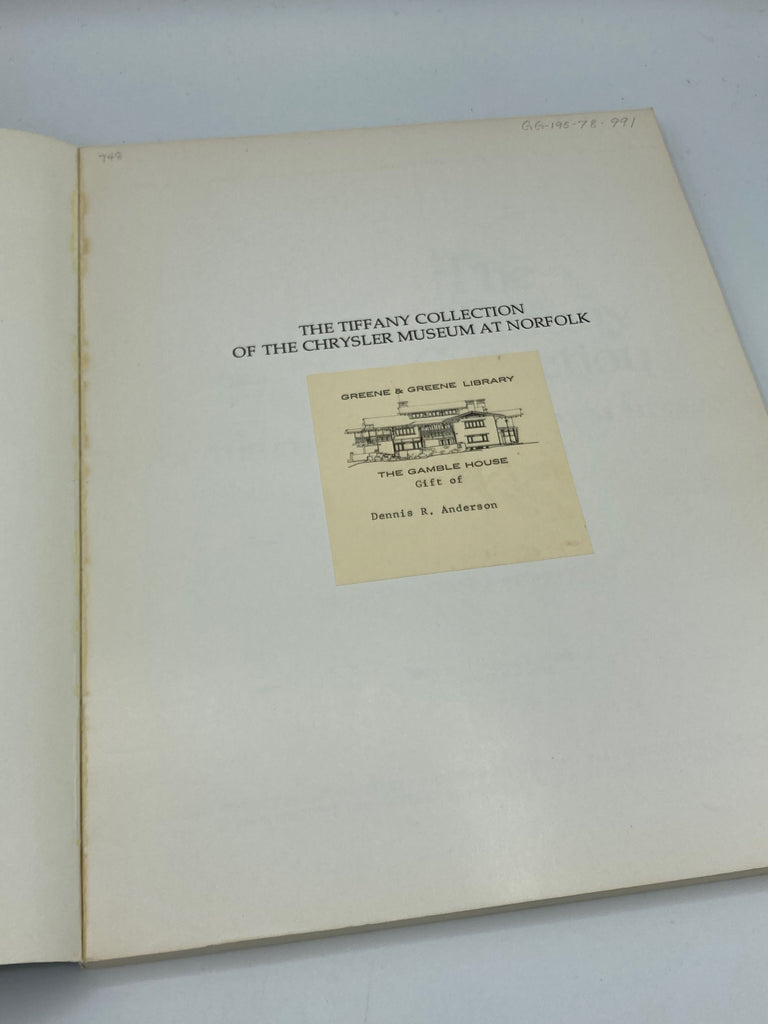 748
GG-195-78-991
THE TIFFANY COLLECTION
OF THE CHRYSLER MUSEUM AT NORFOLK
GREENE & GREENE LIBRARY
THE GAMBLE HOUSE
Gift of
Dennis R. Anderson